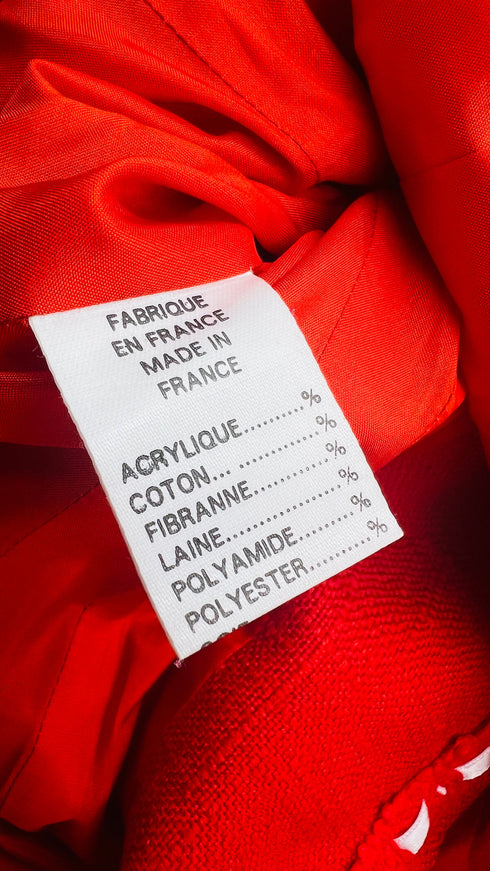 FABRIQUE
EN FRANCE
MADE IN
FRANCE
ACRYLIQUE..........%
COTON... ..............%
FIBRANNE..............%
LAINE....................%
POLYAMIDE..........%
POLYESTER..........%